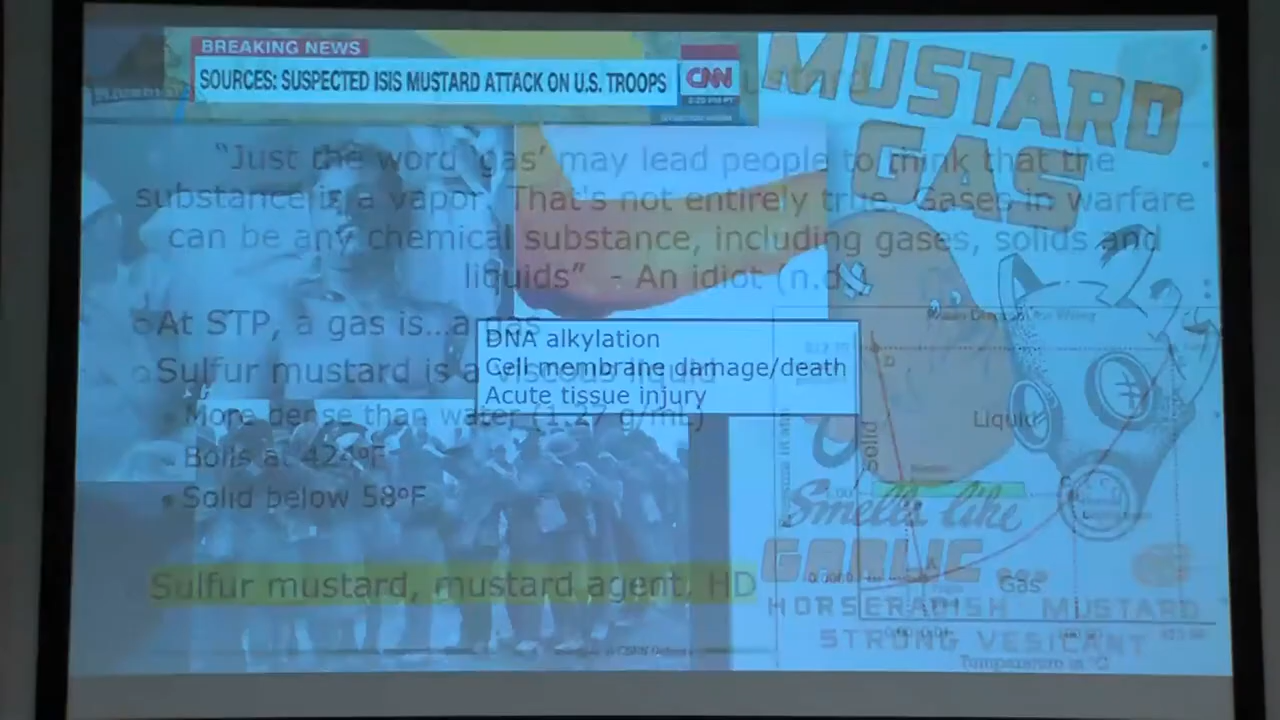 BREAKING NEWS
SOURCES: SUSPECTED ISIS MUSTARD ATTACK ON U.S. TROOPS
CNN
MUSTARD
GAS
“Just the word ‘gas’ may lead people to think that the
substance is a vapor. That's not entirely true. Gases in warfare
can be any chemical substance, including gases, solids and
liquids” - An idiot (n.d.)
At STP, a gas is…a gas
Sulfur mustard is a viscous liquid
More dense than water (1.27 g/mL)
Boils at 424°F
Solid below 58°F
DNA alkylation
Cell membrane damage/death
Acute tissue injury
Sulfur mustard, mustard agent, HD
D
Liquid
Solid
Smells like
GARLIC
Gas
HORSERADISH MUSTARD
STRONG VESICANT
Temperature in °C